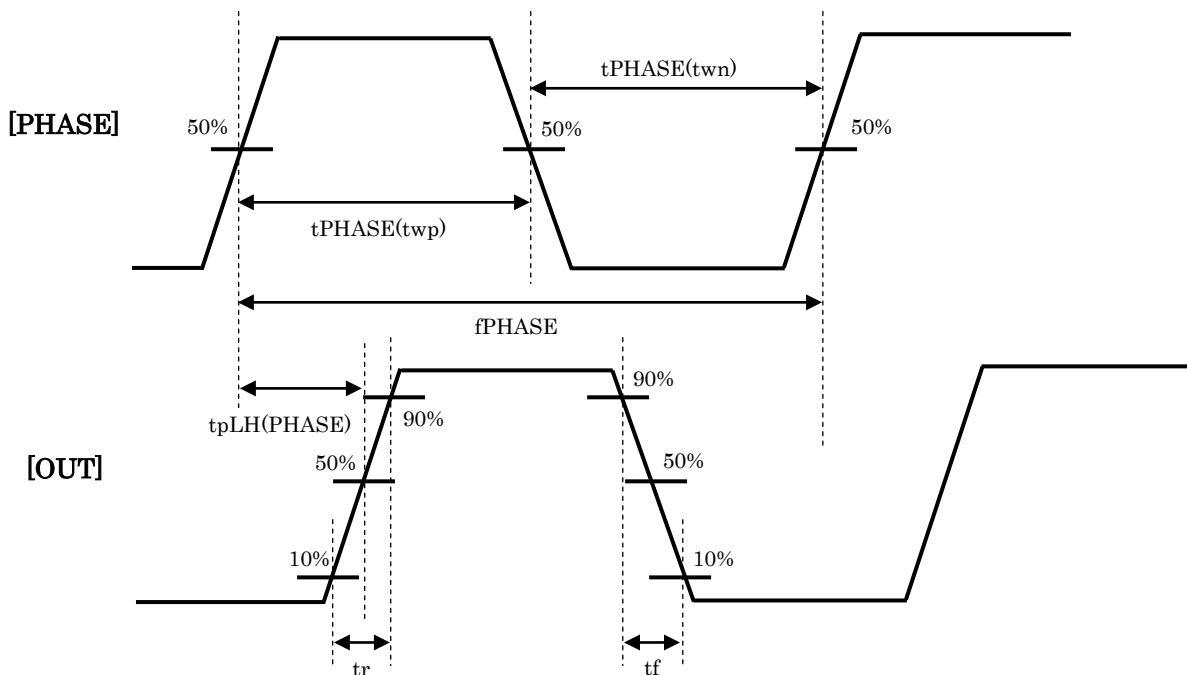 tPHASE(twn)
[PHASE]
50%
50%
50%
tPHASE(twp)
fPHASE
90%
tpLH(PHASE)
90%
[OUT]
50%
50%
10%
10%
tr
tf